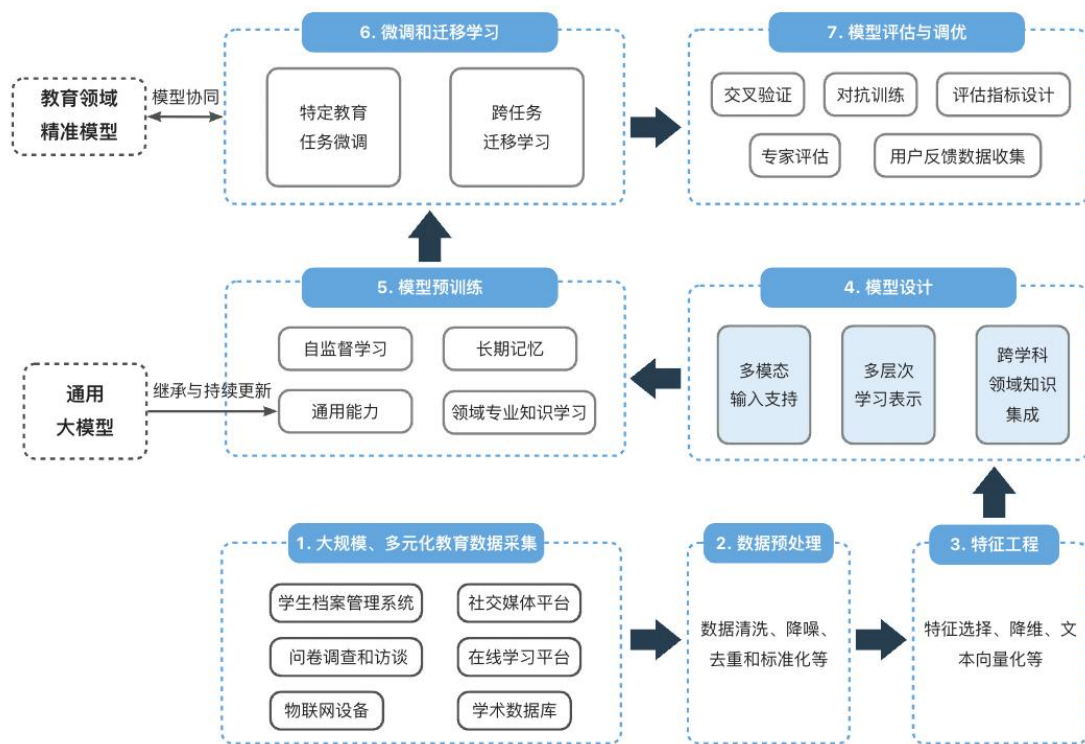 6. 微调和迁移学习
7. 模型评估与调优
教育领域
精准模型
模型协同
特定教育
任务微调
跨任务
迁移学习
交叉验证
对抗训练
评估指标设计
专家评估
用户反馈数据收集
5. 模型预训练
4. 模型设计
通用
大模型
继承与持续更新
自监督学习
长期记忆
通用能力
领域专业知识学习
多模态
输入支持
多层次
学习表示
跨学科
领域知识
集成
1. 大规模、多元化教育数据采集
2. 数据预处理
3. 特征工程
学生档案管理系统
社交媒体平台
问卷调查和访谈
在线学习平台
物联网设备
学术数据库
数据清洗、降噪、
去重和标准化等
特征选择、降维、文
本向量化等